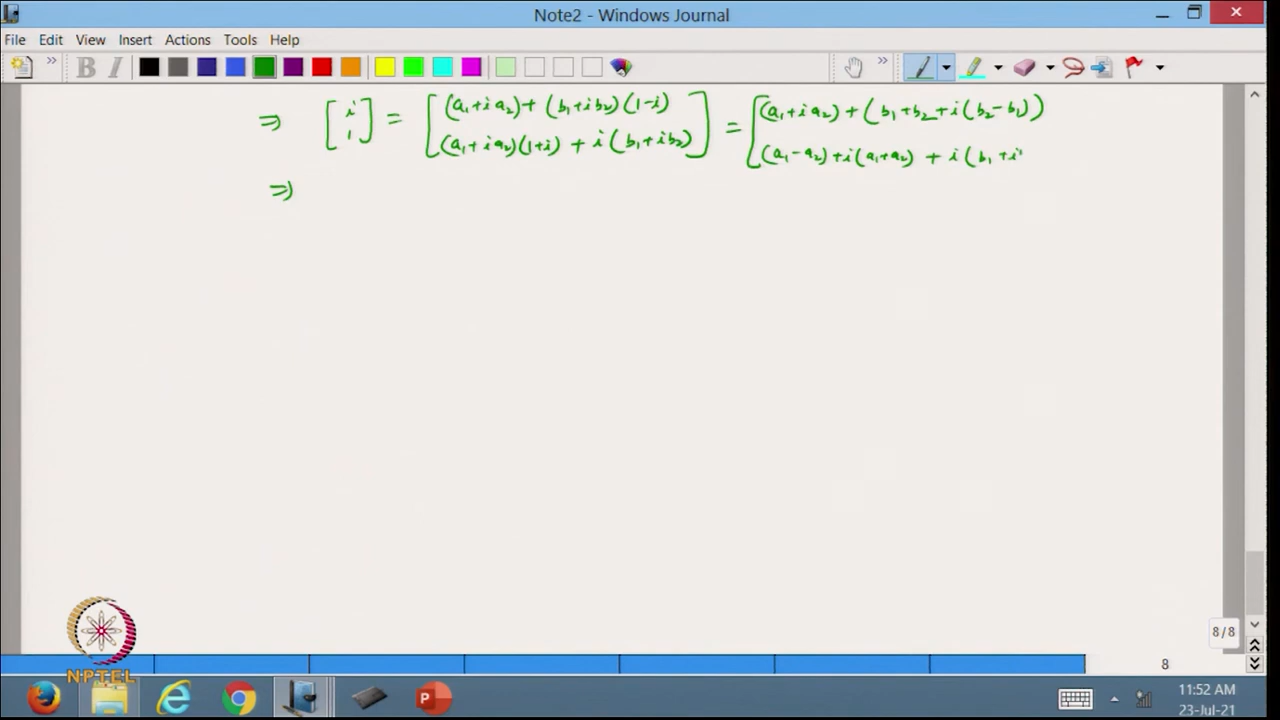 Note2 - Windows Journal
File Edit View Insert Actions Tools Help
B I
⇒ [i 1] = [(a₁+ia₂)+(b₁+ib₂)(1-i) (a₁+ia₂)(1+i)+i(b₁+ib₂)] = [(a₁+ia₂)+(b₁+b₂+i(b₂-b₁)) (a₁-a₂)+i(a₁+a₂)+i(b₁+i
⇒
8/8
8
NPTEL
11:52 AM
23-Jul-21